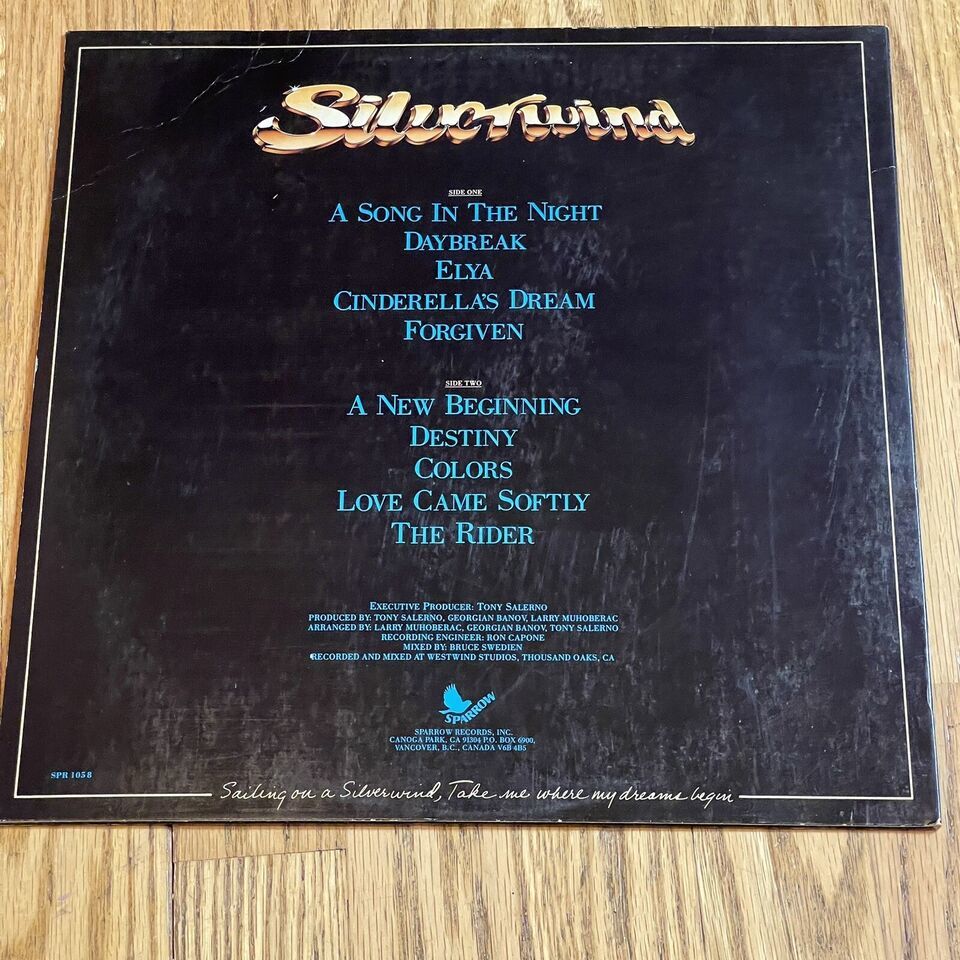 Silverwind
SIDE ONE
A SONG IN THE NIGHT
DAYBREAK
ELYA
CINDERELLA'S DREAM
FORGIVEN
SIDE TWO
A NEW BEGINNING
DESTINY
COLORS
LOVE CAME SOFTLY
THE RIDER
EXECUTIVE PRODUCER: TONY SALERNO
PRODUCED BY: TONY SALERNO, GEORGIAN BANOV, LARRY MUHOBERAC
ARRANGED BY: LARRY MUHOBERAC, GEORGIAN BANOV, TONY SALERNO
RECORDING ENGINEER: RON CAPONE
MIXED BY: BRUCE SWEDIEN
RECORDED AND MIXED AT WESTWIND STUDIOS, THOUSAND OAKS, CA
SPARROW
SPARROW RECORDS, INC.
CANOGA PARK, CA 91304 P.O. BOX 6900,
VANCOVER, B.C., CANADA V6B 4B5
SPR 1058
Sailing on a Silverwind, Take me where my dreams begin